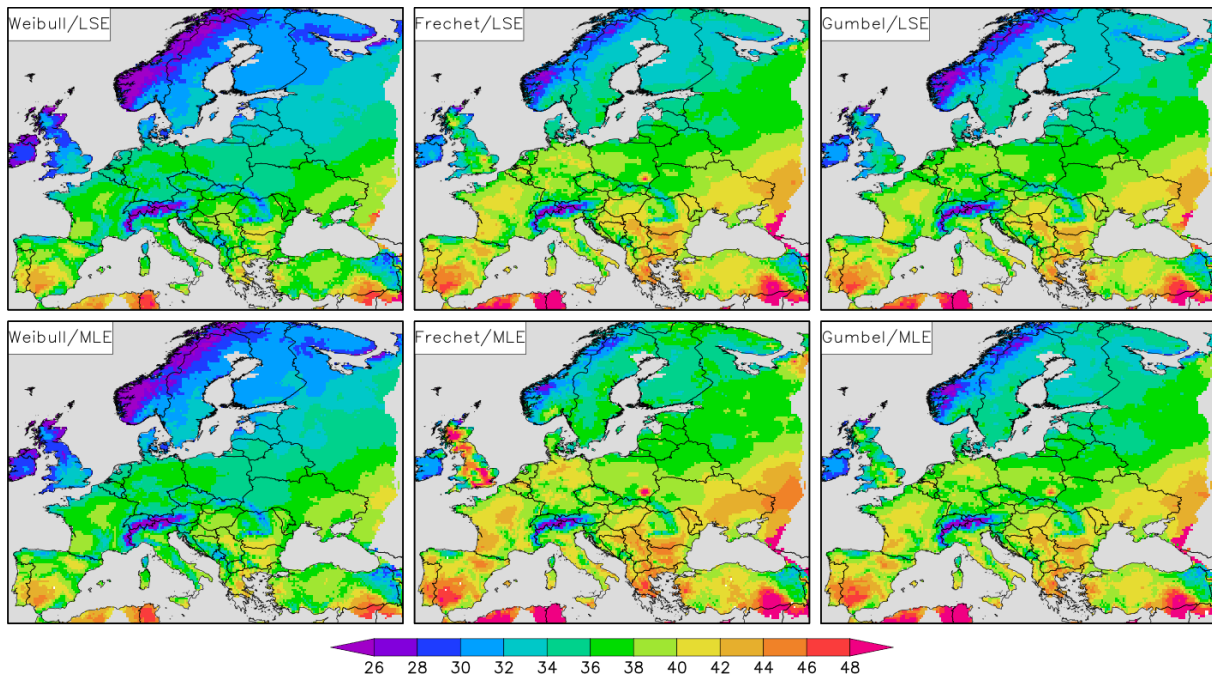 Weibull/LSE
Frechet/LSE
Gumbel/LSE
Weibull/MLE
Frechet/MLE
Gumbel/MLE
26 28 30 32 34 36 38 40 42 44 46 48